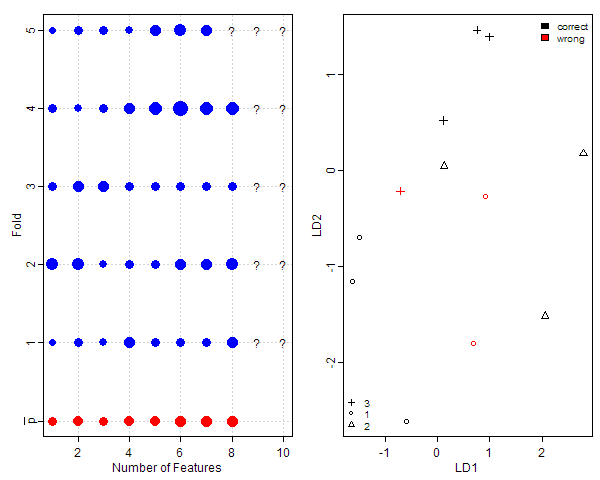 5 ? ? ?
4 ? ?
3 ? ?
2 ? ?
1 ? ?
p
2 4 6 8 10
Number of Features
Fold
correct
wrong
1
0
-1
-2
LD2
3
1
2
-1 0 1 2
LD1